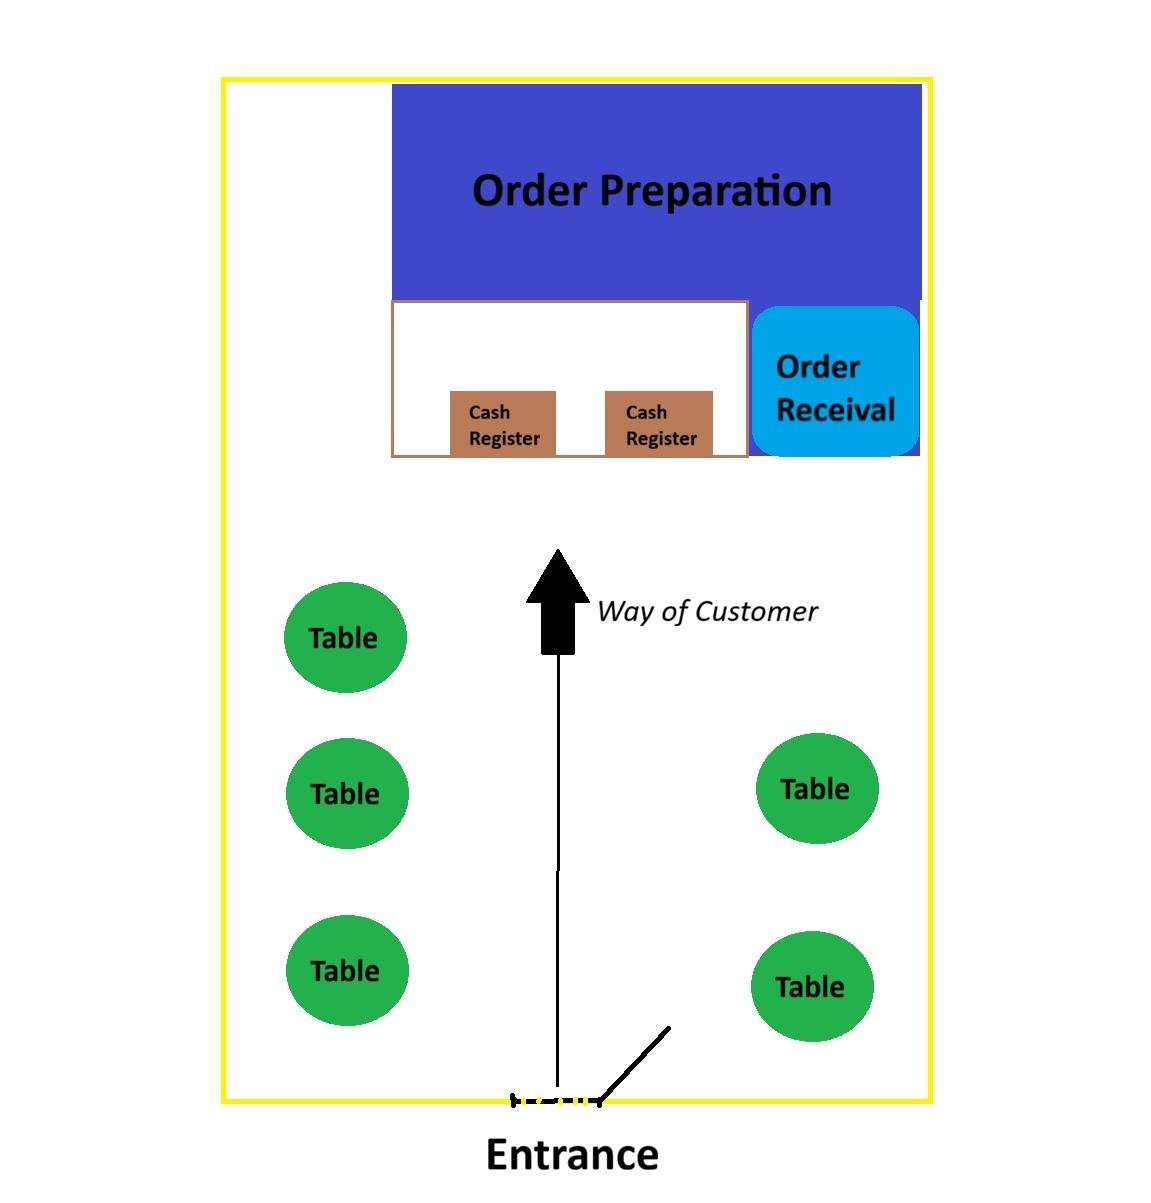 Order Preparation
Order
Receival
Cash
Register
Cash
Register
Way of Customer
Table
Table
Table
Table
Table
Entrance